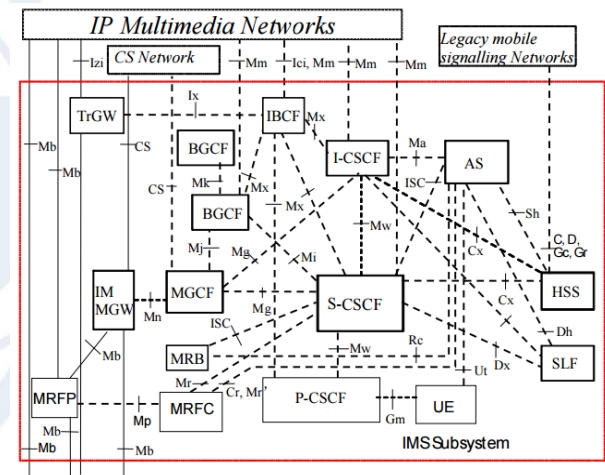 IP Multimedia Networks
Legacy mobile
signalling Networks
CS Network
Izi
Mm
Ici, Mm
Mm
Mm
TrGW
Ix
IBCF
Mx
I-CSCF
Ma
AS
Mb
Mb
CS
BGCF
CS
Mk
Mx
Mx
ISC
Sh
BGCF
Mw
Cx
C, D,
Gc, Gr
Mj
Mg
Mi
IM
MGW
Mn
MGCF
Mg
S-CSCF
Cx
HSS
ISC
Mb
MRB
Mw
Rc
Dh
SLF
Mr
Cr, Mr'
Ut
Dx
MRFP
Mp
MRFC
P-CSCF
Gm
UE
Mb
Mb
Mb
IMS Subsystem